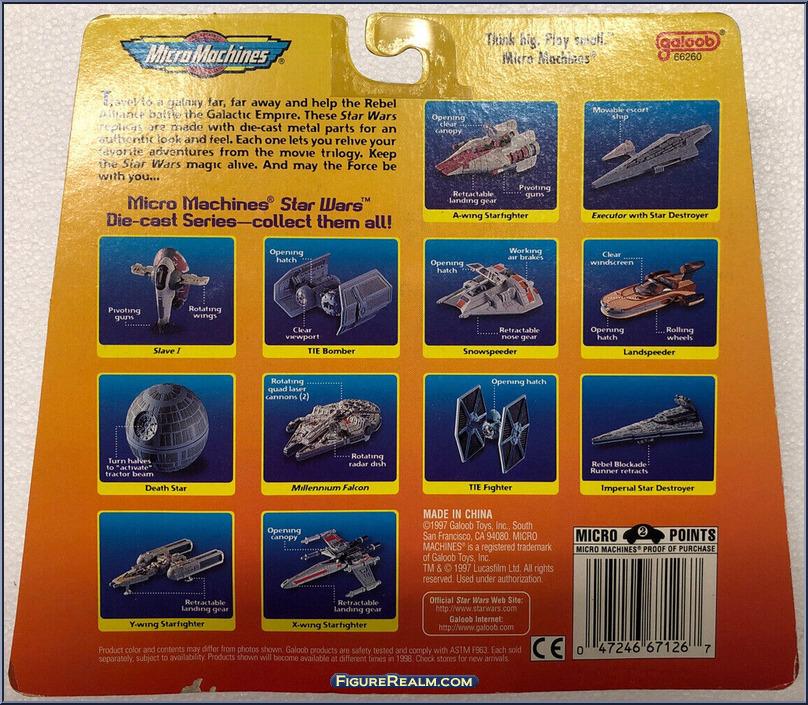 Micro Machines®
Think big. Play small.™
Micro Machines®
galoob®
66260
Travel to a galaxy far, far away and help the Rebel
Alliance battle the Galactic Empire. These Star Wars
replicas are made with die-cast metal parts for an
authentic look and feel. Each one lets you relive your
favorite adventures from the movie trilogy. Keep
the Star Wars magic alive. And may the Force be
with you...
Micro Machines® Star Wars™
Die-cast Series—collect them all!
Opening
clear
canopy
Retractable
landing gear
Pivoting
guns
A-wing Starfighter
Movable escort
ship
Executor with Star Destroyer
Pivoting
guns
Rotating
wings
Slave I
Opening
hatch
Clear
viewport
TIE Bomber
Opening
hatch
Working
air brakes
Retractable
nose gear
Snowspeeder
Clear
windscreen
Opening
hatch
Rolling
wheels
Landspeeder
Turn halves
to "activate"
tractor beam
Death Star
Rotating
quad laser
cannons (2)
Rotating
radar dish
Millennium Falcon
Opening hatch
TIE Fighter
Rebel Blockade
Runner retracts
Imperial Star Destroyer
Retractable
landing gear
Y-wing Starfighter
Opening
canopy
Retractable
landing gear
X-wing Starfighter
MADE IN CHINA
©1997 Galoob Toys, Inc., South
San Francisco, CA 94080. MICRO
MACHINES® is a registered trademark
of Galoob Toys, Inc.
TM & © 1997 Lucasfilm Ltd. All rights
reserved. Used under authorization.
Official Star Wars Web Site:
http://www.starwars.com
Galoob Internet:
http://www.galoob.com
CE
MICRO 2 POINTS
MICRO MACHINES® PROOF OF PURCHASE
0 47246 67126 7
Product color and contents may differ from photos shown. Galoob products are safety tested and comply with ASTM F963. Each sold
separately, subject to availability. Products shown will become available at different times in 1998. Check stores for new arrivals.
FigureRealm.com